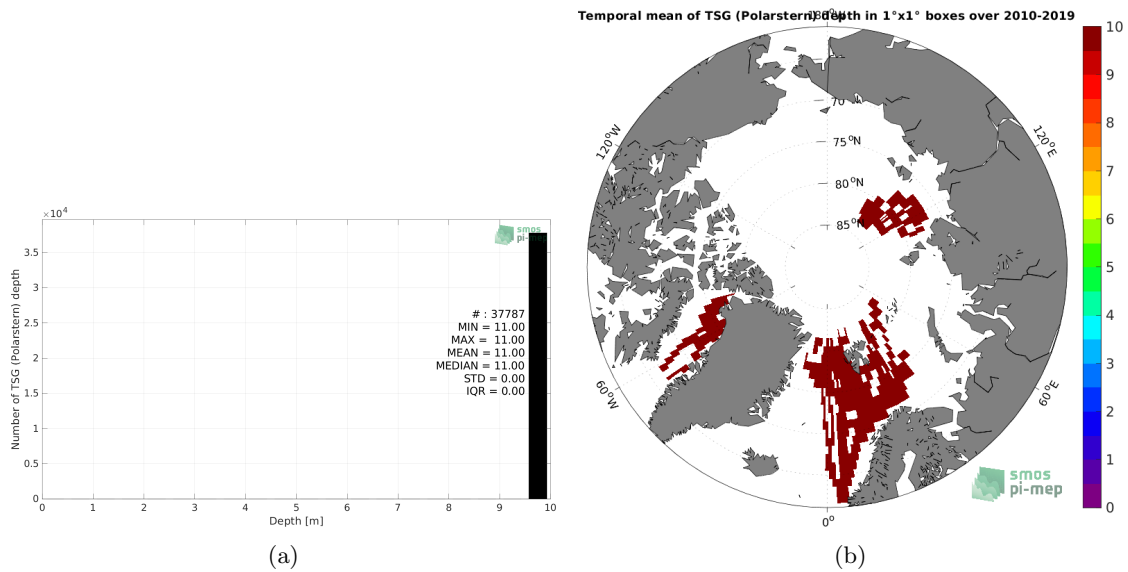 ×10⁴
3.5
3
2.5
2
1.5
1
0.5
0
Number of TSG (Polarstern) depth
smos
pi-mep
# : 37787
MIN = 11.00
MAX = 11.00
MEAN = 11.00
MEDIAN = 11.00
STD = 0.00
IQR = 0.00
0 1 2 3 4 5 6 7 8 9 10
Depth [m]
(a)
Temporal mean of TSG (Polarstern) depth in 1°x1° boxes over 2010-2019
180°W
120°W
120°E
70°N
75°N
80°N
85°N
60°W
60°E
0°
smos
pi-mep
10
9
8
7
6
5
4
3
2
1
0
(b)